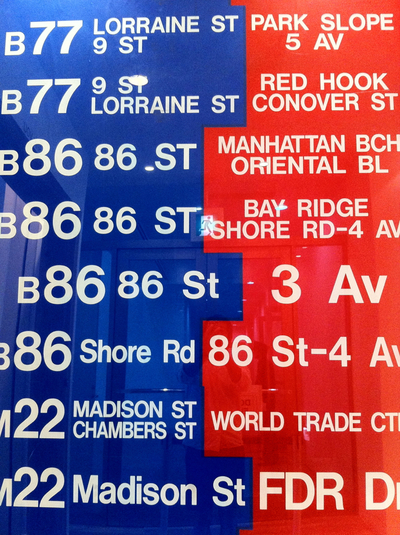 B77 LORRAINE ST PARK SLOPE
9 ST 5 AV
B77 9 ST RED HOOK
LORRAINE ST CONOVER ST
B86 86 ST MANHATTAN BCH
ORIENTAL BL
B86 86 ST BAY RIDGE
SHORE RD-4 AV
B86 86 St 3 Av
B86 Shore Rd 86 St-4 Av
M22 MADISON ST WORLD TRADE CT
CHAMBERS ST
M22 Madison St FDR Dr